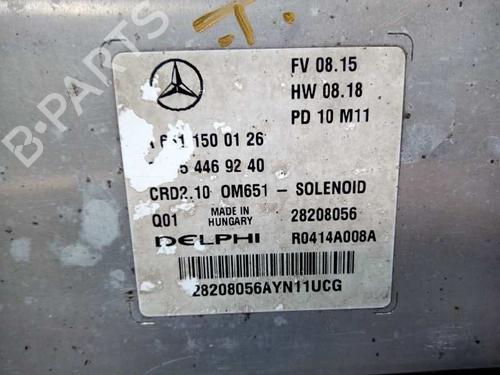 FV 08.15
HW 08.18
PD 10 M11
150 01 26
446 92 40
CRD2.10 OM651 - SOLENOID
Q01 MADE IN HUNGARY 28208056
DELPHI R0414A008A
28208056AYN11UCG